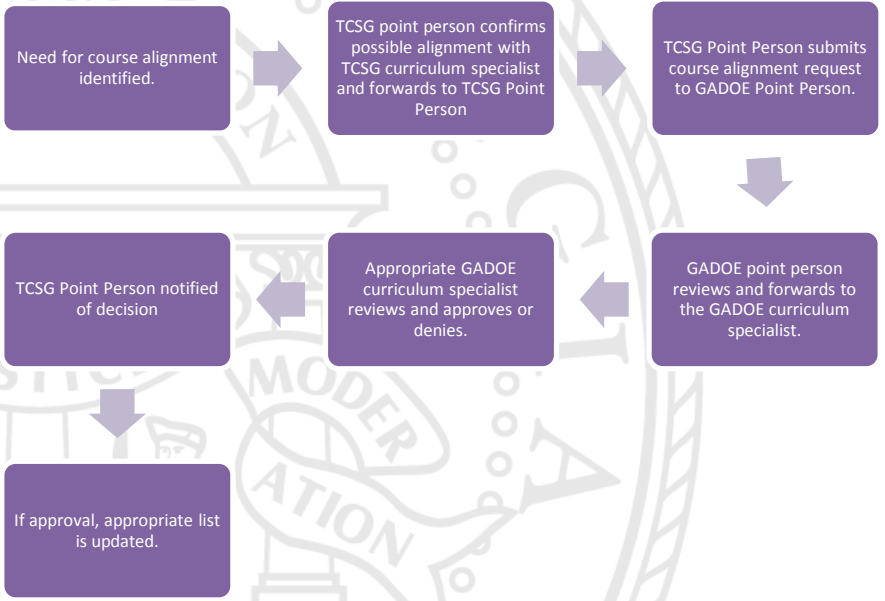 Need for course alignment
identified.
TCSG point person confirms
possible alignment with
TCSG curriculum specialist
and forwards to TCSG Point
Person
TCSG Point Person submits
course alignment request
to GADOE Point Person.
GADOE point person
reviews and forwards to
the GADOE curriculum
specialist.
Appropriate GADOE
curriculum specialist
reviews and approves or
denies.
TCSG Point Person notified
of decision
If approval, appropriate list
is updated.
MODER
ATION